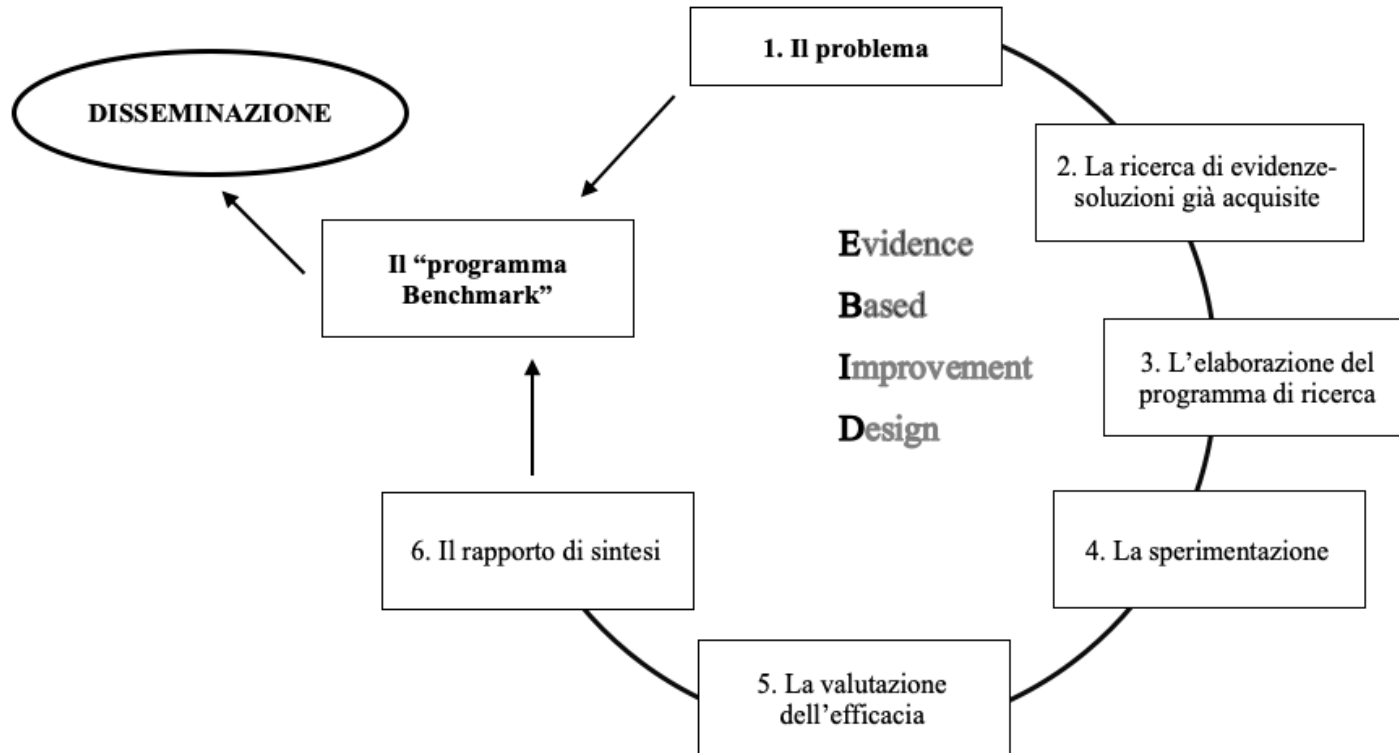 1. Il problema
DISSEMINAZIONE
2. La ricerca di evidenze-
soluzioni già acquisite
Il “programma
Benchmark”
Evidence
Based
Improvement
Design
3. L’elaborazione del
programma di ricerca
4. La sperimentazione
5. La valutazione
dell’efficacia
6. Il rapporto di sintesi